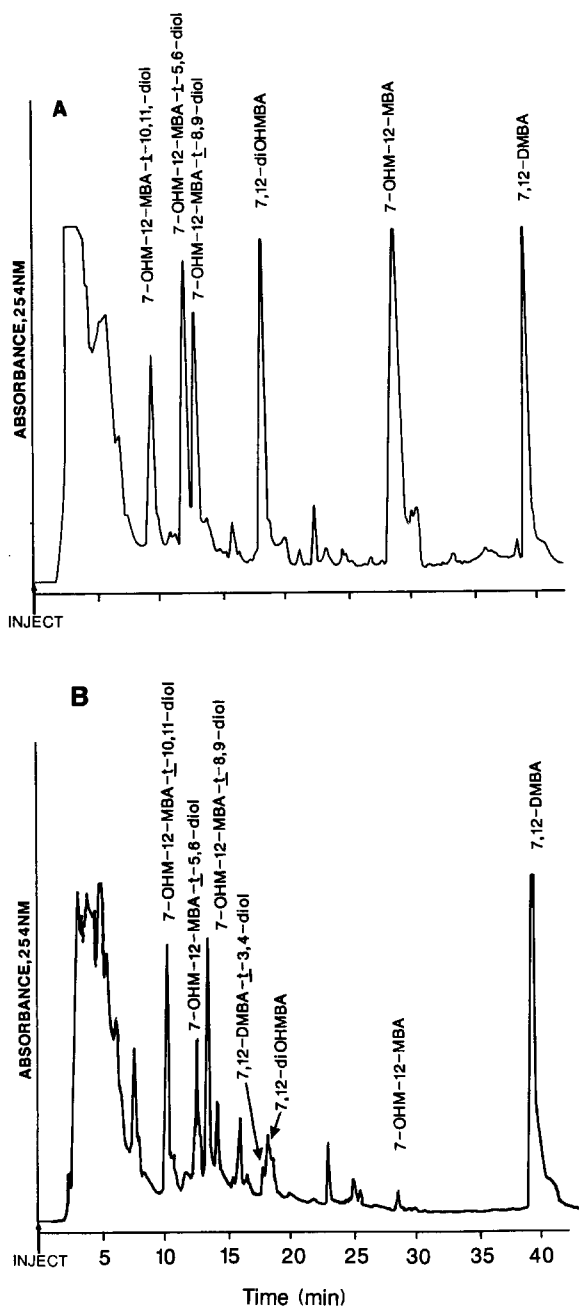 A
7-OHM-12-MBA-t-10,11,-diol
7-OHM-12-MBA-t-5,6-diol
7-OHM-12-MBA-t-8,9-diol
7,12-diOHMBA
7-OHM-12-MBA
7,12-DMBA
ABSORBANCE,254NM
INJECT
B
7-OHM-12-MBA-t-10,11-diol
7-OHM-12-MBA-t-5,6-diol
7-OHM-12-MBA-t-8,9-diol
7,12-DMBA-t-3,4-diol
7,12-diOHMBA
7-OHM-12-MBA
7,12-DMBA
ABSORBANCE,254NM
INJECT 5 10 15 20 25 30 35 40
Time (min)